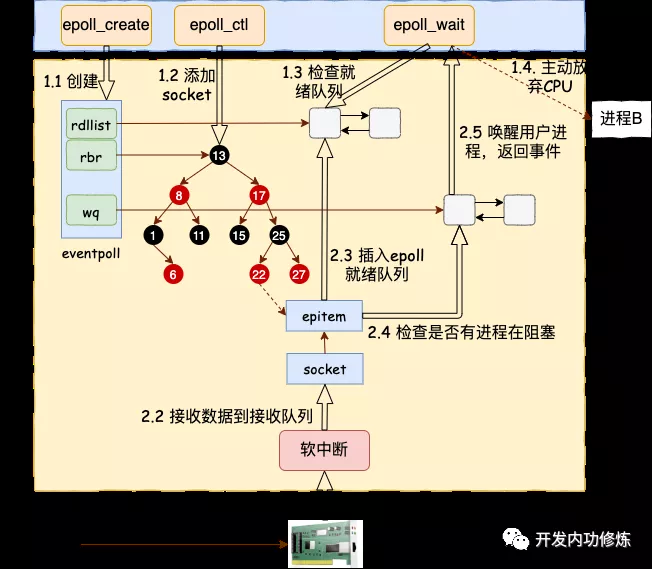 epoll_create
epoll_ctl
epoll_wait
1.1 创建
1.2 添加
socket
1.3 检查就
绪队列
1.4. 主动放
弃CPU
进程B
rdllist
rbr
wq
eventpoll
13
8
17
1
11
15
25
6
22
27
2.5 唤醒用户进
程，返回事件
2.3 插入epoll
就绪队列
epitem
2.4 检查是否有进程在阻塞
socket
2.2 接收数据到接收队列
软中断
开发内功修炼